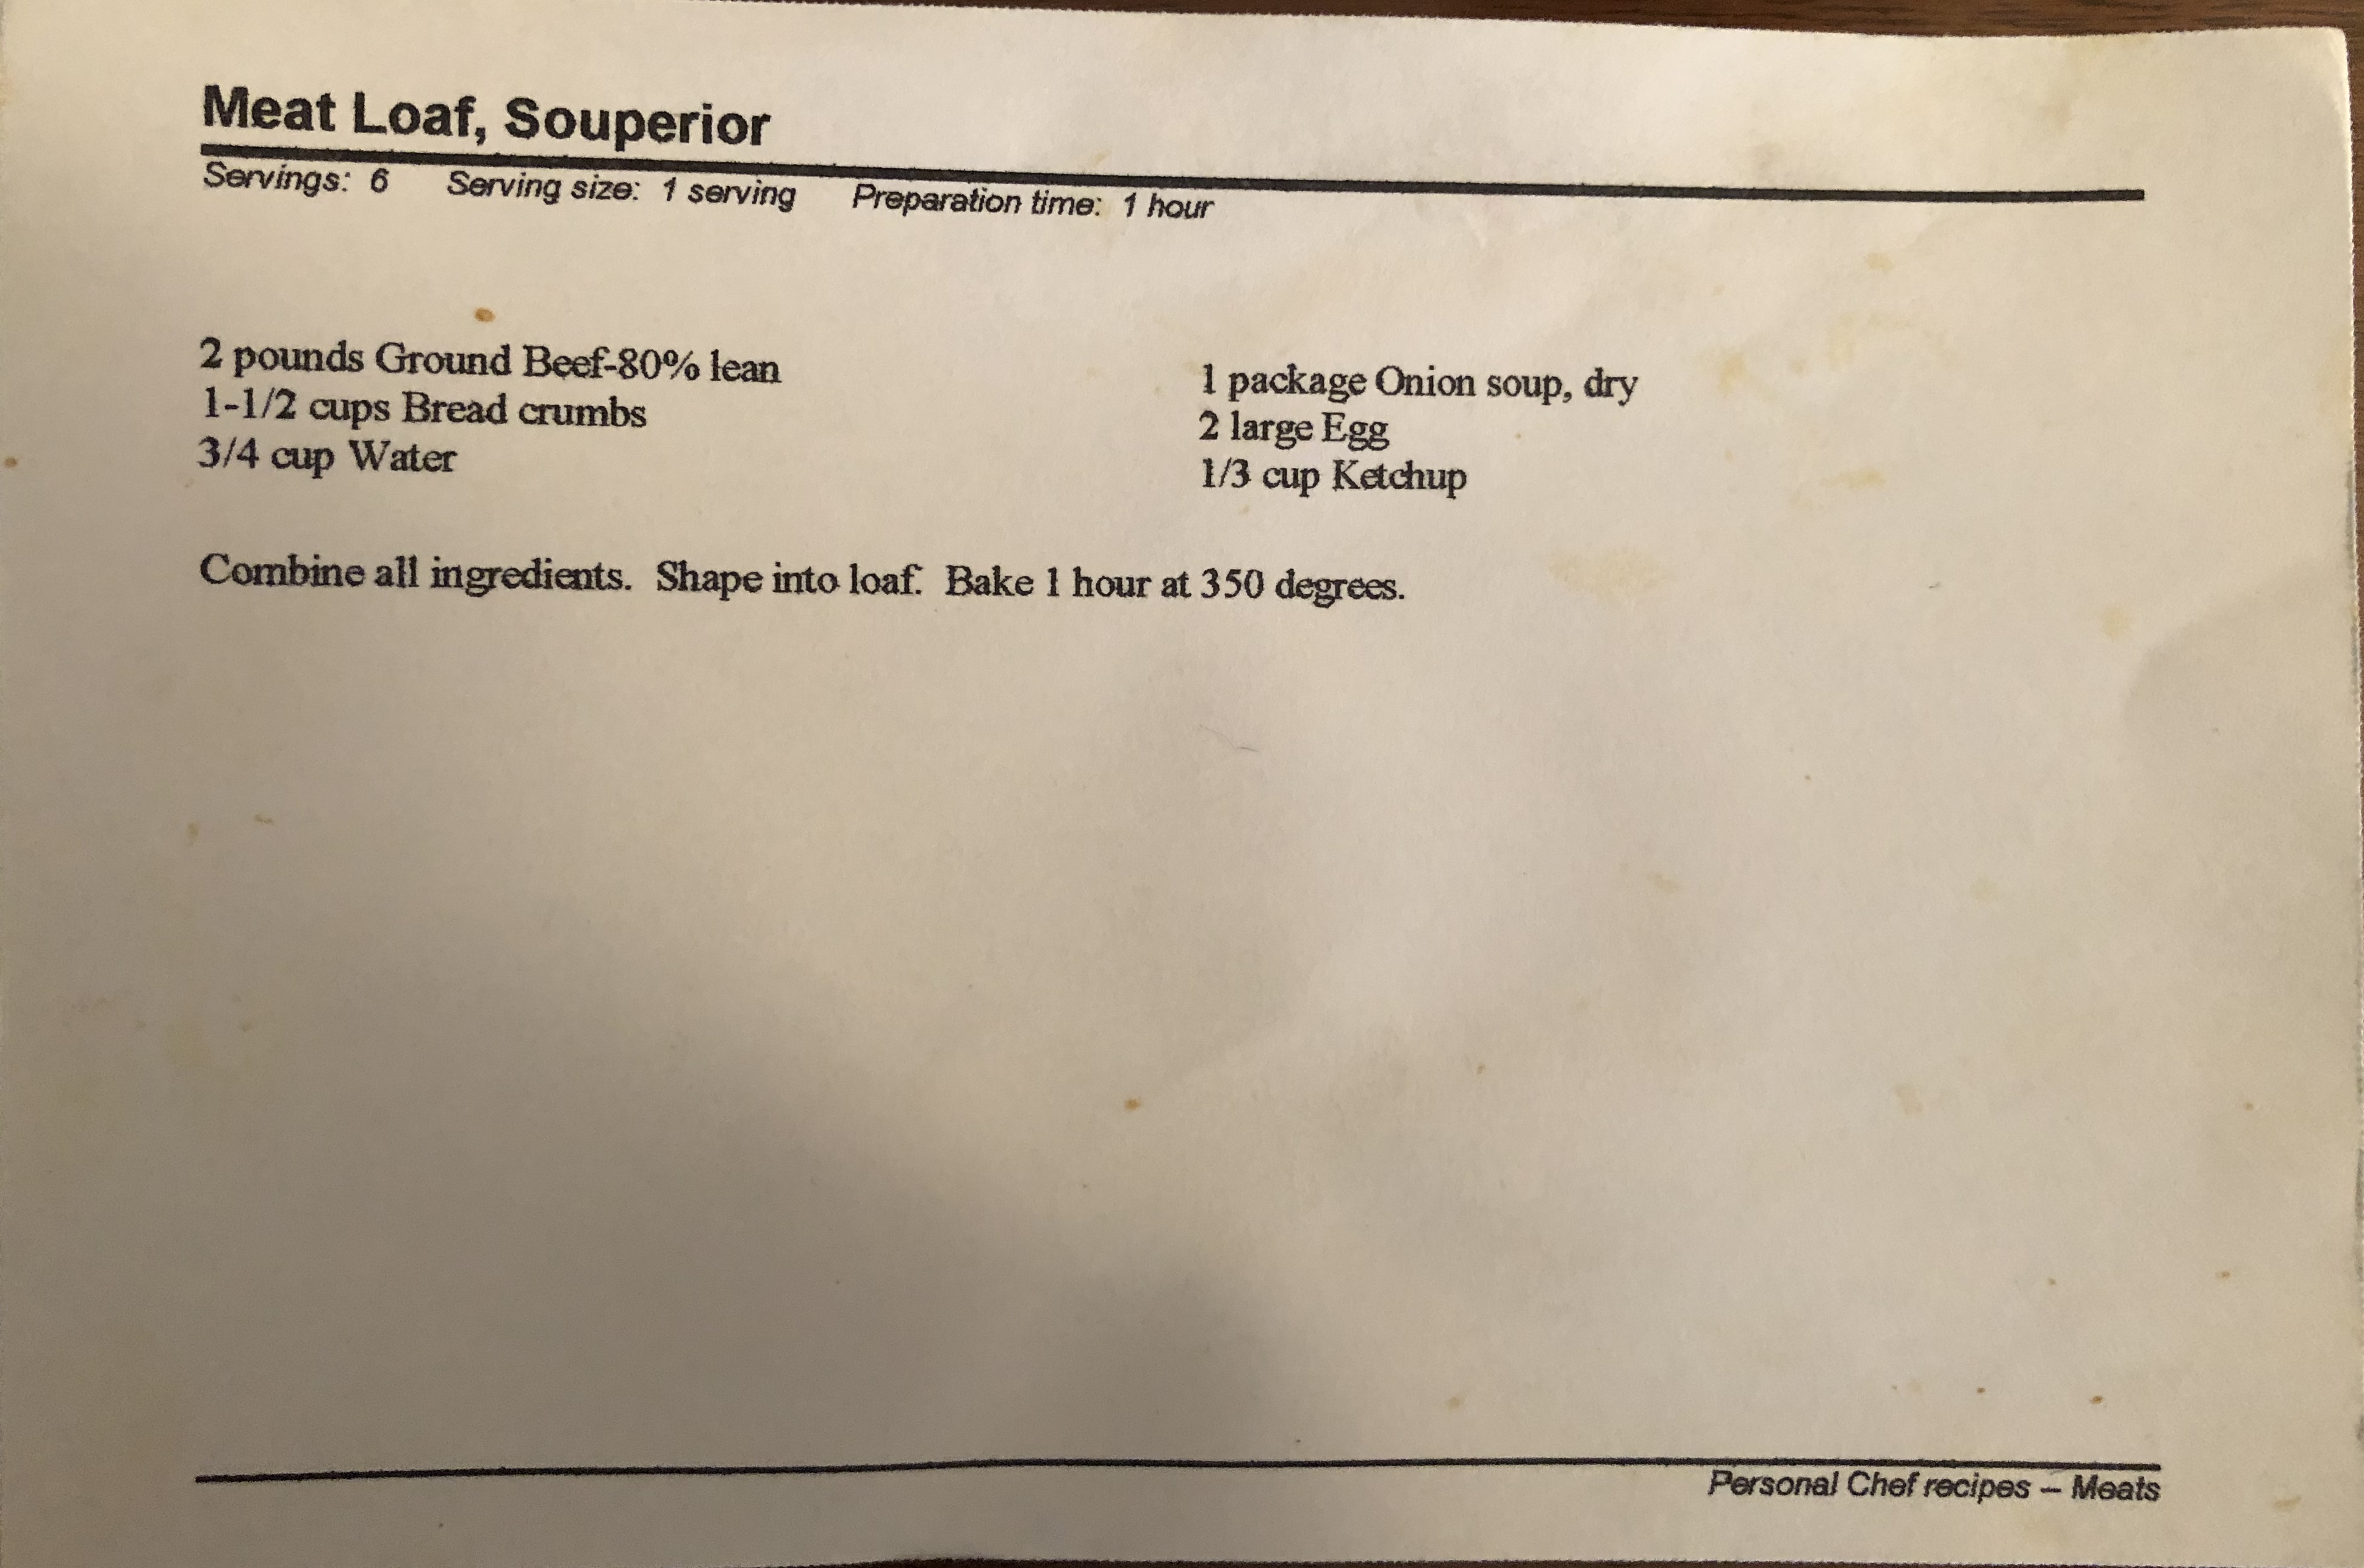 Meat Loaf, Souperior
Servings: 6 Serving size: 1 serving Preparation time: 1 hour
2 pounds Ground Beef-80% lean
1-1/2 cups Bread crumbs
3/4 cup Water
1 package Onion soup, dry
2 large Egg
1/3 cup Ketchup
Combine all ingredients. Shape into loaf. Bake 1 hour at 350 degrees.
Personal Chef recipes – Meats